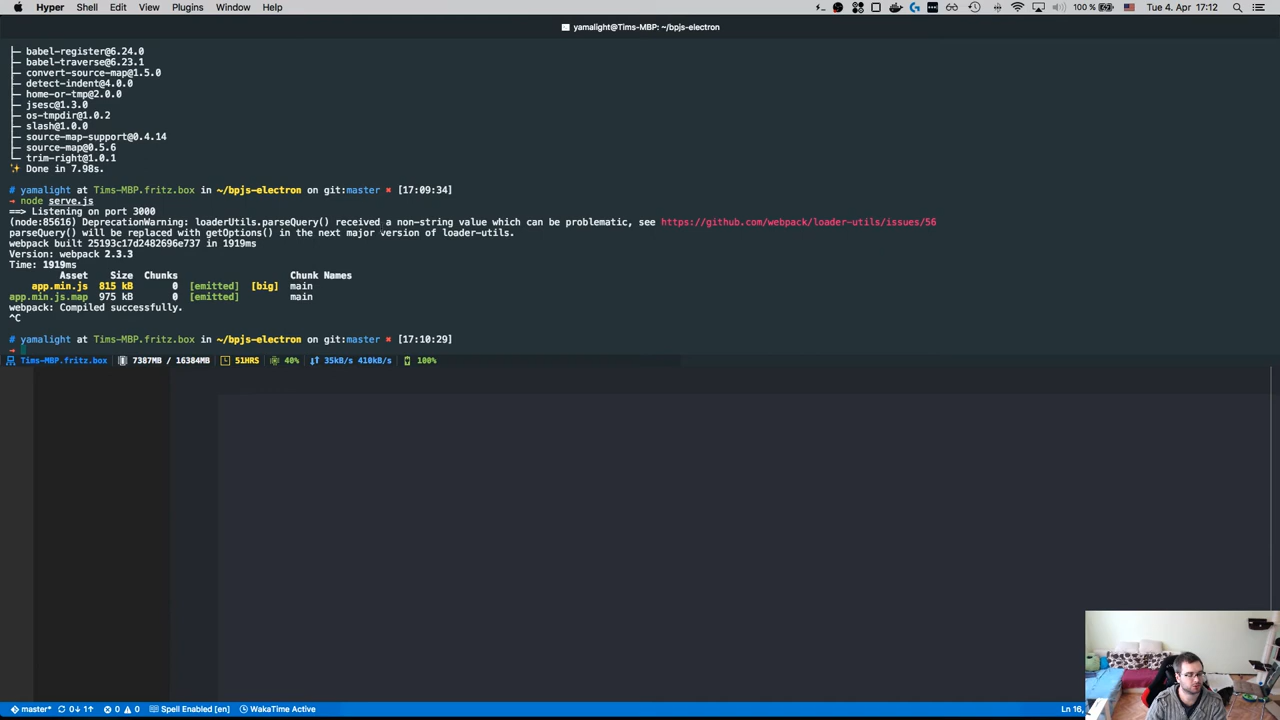 Hyper Shell Edit View Plugins Window Help 100 % Tue 4. Apr 17:12
yamalight@Tims-MBP: ~/bpjs-electron
├─ babel-register@6.24.0
├─ babel-traverse@6.23.1
├─ convert-source-map@1.5.0
├─ detect-indent@4.0.0
├─ home-or-tmp@2.0.0
├─ jsesc@1.3.0
├─ os-tmpdir@1.0.2
├─ slash@1.0.0
├─ source-map-support@0.4.14
├─ source-map@0.5.6
└─ trim-right@1.0.1
✨ Done in 7.98s.
# yamalight at Tims-MBP.fritz.box in ~/bpjs-electron on git:master ✖ [17:09:34]
→ node serve.js
==> Listening on port 3000
(node:85616) DeprecationWarning: loaderUtils.parseQuery() received a non-string value which can be problematic, see https://github.com/webpack/loader-utils/issues/56
parseQuery() will be replaced with getOptions() in the next major version of loader-utils.
webpack built 25193c17d2482696e737 in 1919ms
Version: webpack 2.3.3
Time: 1919ms
Asset Size Chunks Chunk Names
app.min.js 815 kB 0 [emitted] [big] main
app.min.js.map 975 kB 0 [emitted] main
webpack: Compiled successfully.
^C
# yamalight at Tims-MBP.fritz.box in ~/bpjs-electron on git:master ✖ [17:10:29]
→
Tims-MBP.fritz.box 7387MB / 16384MB 51HRS 40% 35kB/s 410kB/s 100%
master* 0↓ 1↑ 0 0 Spell Enabled [en] WakaTime Active Ln 16,